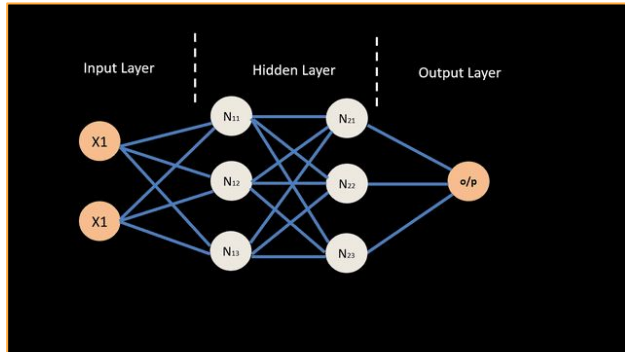 Input Layer
Hidden Layer
Output Layer
N11
N21
X1
N12
N22
o/p
X1
N13
N23